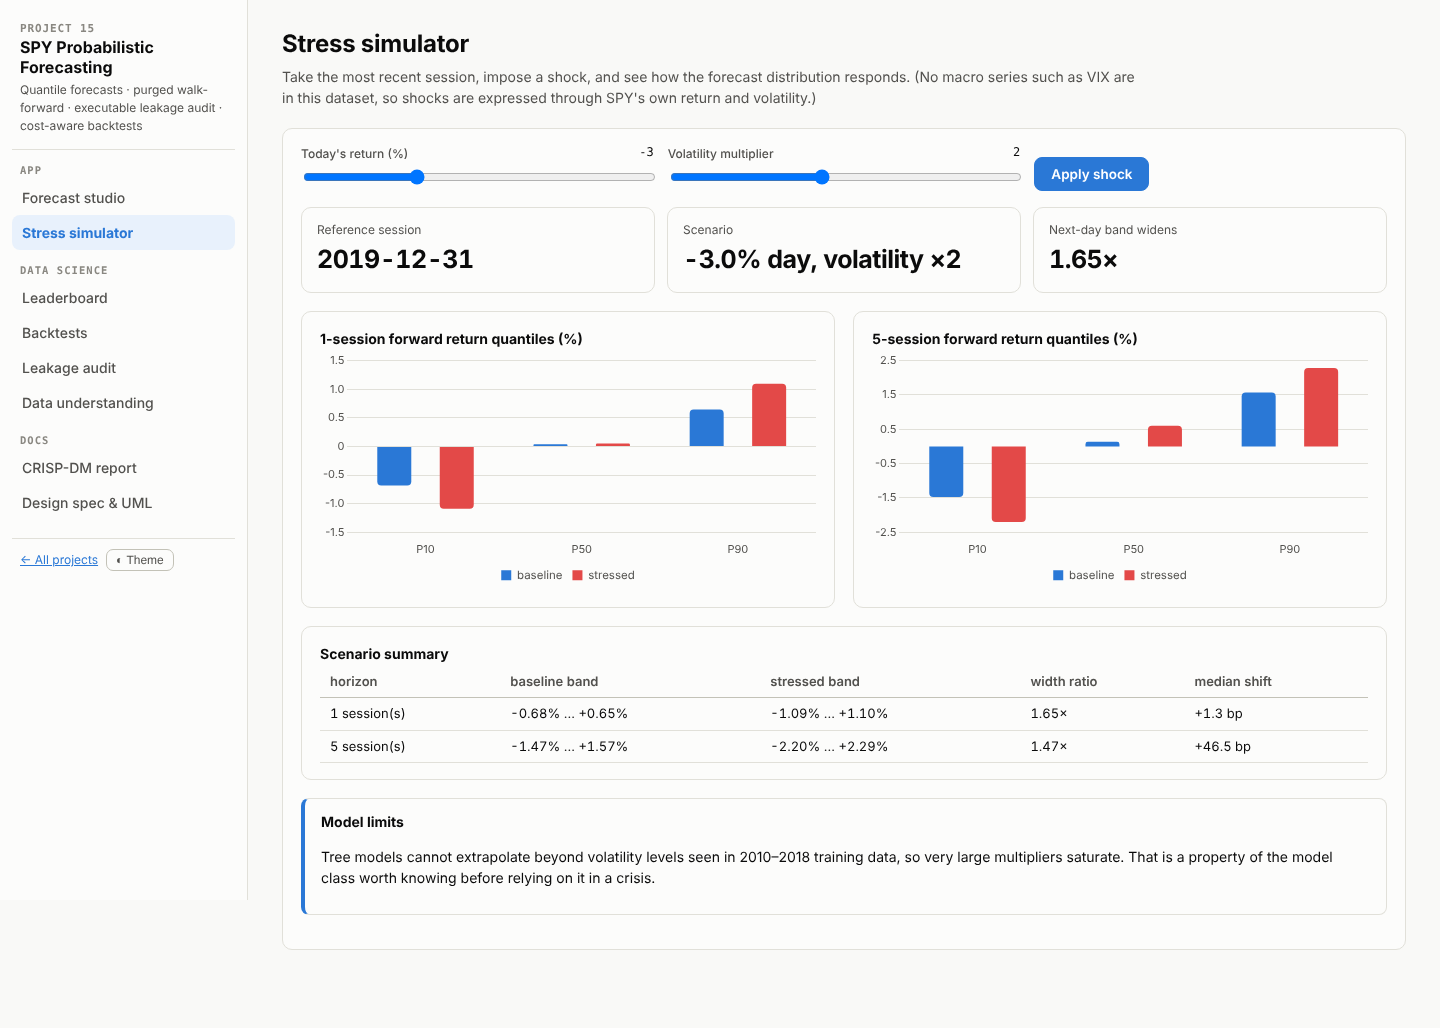 PROJECT 15
SPY Probabilistic
Forecasting
Quantile forecasts · purged walk-
forward · executable leakage audit ·
cost-aware backtests
APP
Forecast studio
Stress simulator
DATA SCIENCE
Leaderboard
Backtests
Leakage audit
Data understanding
DOCS
CRISP-DM report
Design spec & UML
← All projects
Theme
Stress simulator
Take the most recent session, impose a shock, and see how the forecast distribution responds. (No macro series such as VIX are
in this dataset, so shocks are expressed through SPY's own return and volatility.)
Today's return (%) -3 Volatility multiplier 2
Apply shock
Reference session
2019-12-31
Scenario
-3.0% day, volatility ×2
Next-day band widens
1.65×
1-session forward return quantiles (%)
1.5
1.0
0.5
0
-0.5
-1.0
-1.5
P10 P50 P90
baseline stressed
5-session forward return quantiles (%)
2.5
1.5
0.5
-0.5
-1.5
-2.5
P10 P50 P90
baseline stressed
Scenario summary
horizon baseline band stressed band width ratio median shift
1 session(s) -0.68% … +0.65% -1.09% … +1.10% 1.65× +1.3 bp
5 session(s) -1.47% … +1.57% -2.20% … +2.29% 1.47× +46.5 bp
Model limits
Tree models cannot extrapolate beyond volatility levels seen in 2010–2018 training data, so very large multipliers saturate. That is a property of the model
class worth knowing before relying on it in a crisis.